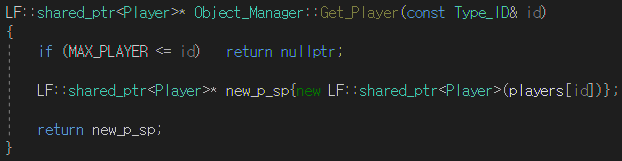 LF::shared_ptr<Player>* Object_Manager::Get_Player(const Type_ID& id)
{
if (MAX_PLAYER <= id) return nullptr;
LF::shared_ptr<Player>* new_p_sp{new LF::shared_ptr<Player>(players[id])};
return new_p_sp;
}